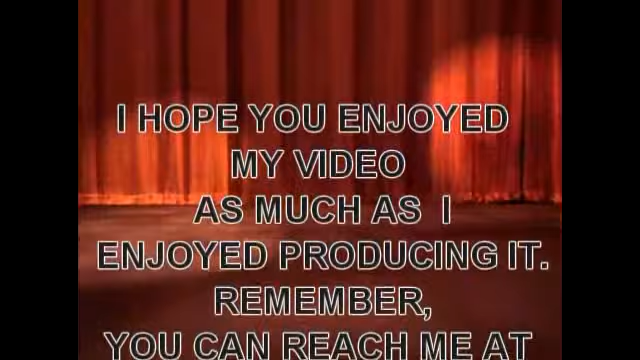 I HOPE YOU ENJOYED
MY VIDEO
AS MUCH AS I
ENJOYED PRODUCING IT.
REMEMBER,
YOU CAN REACH ME AT